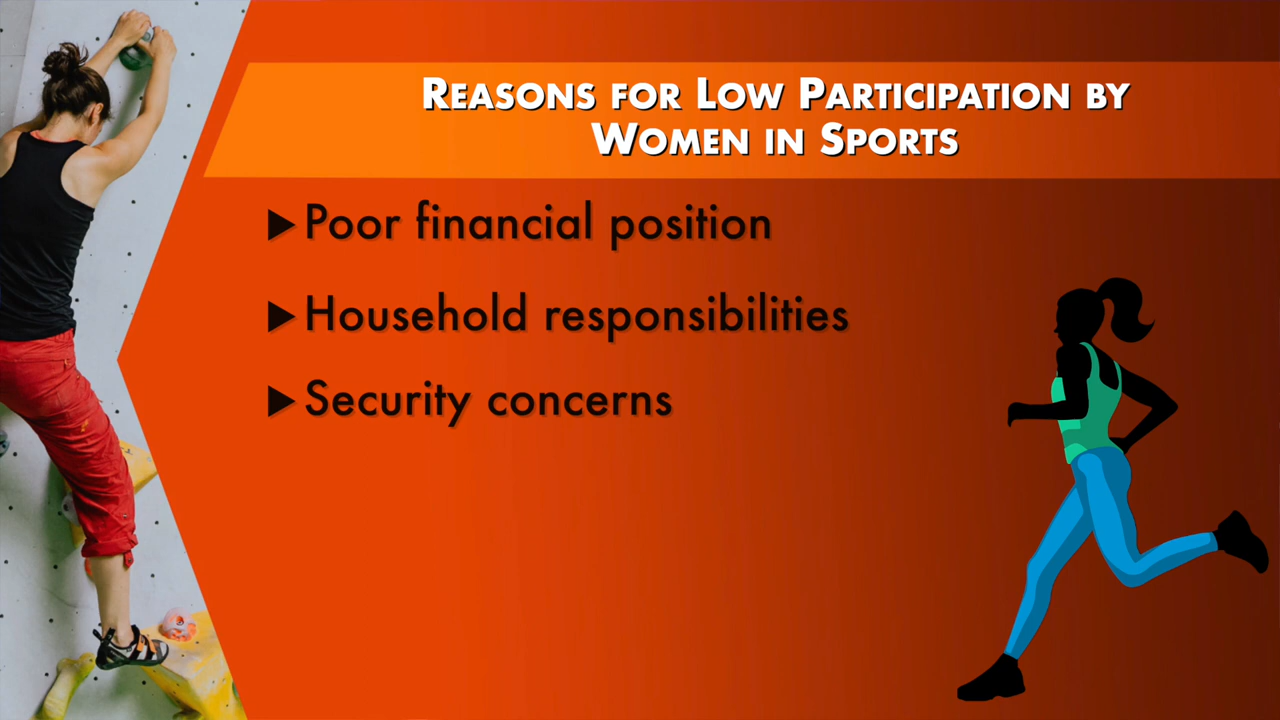 Reasons for Low Participation by
Women in Sports
▶Poor financial position
▶Household responsibilities
▶Security concerns